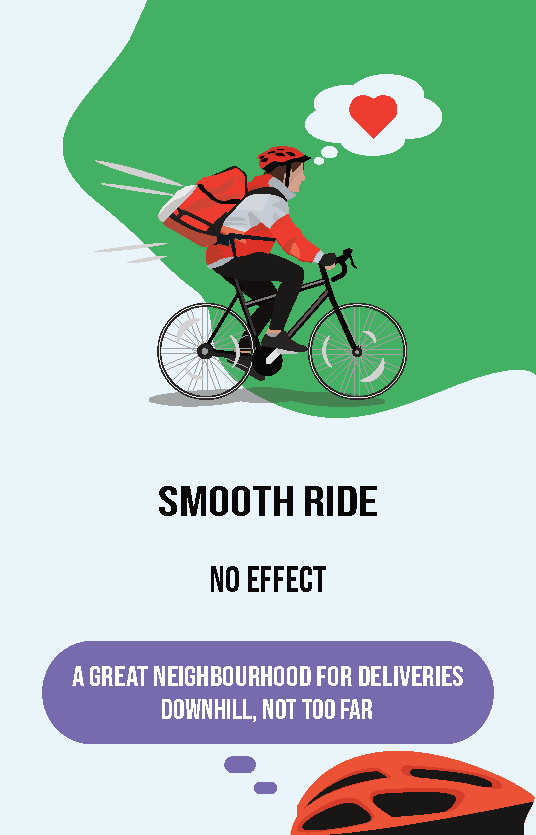 SMOOTH RIDE
NO EFFECT
A GREAT NEIGHBOURHOOD FOR DELIVERIES
DOWNHILL, NOT TOO FAR